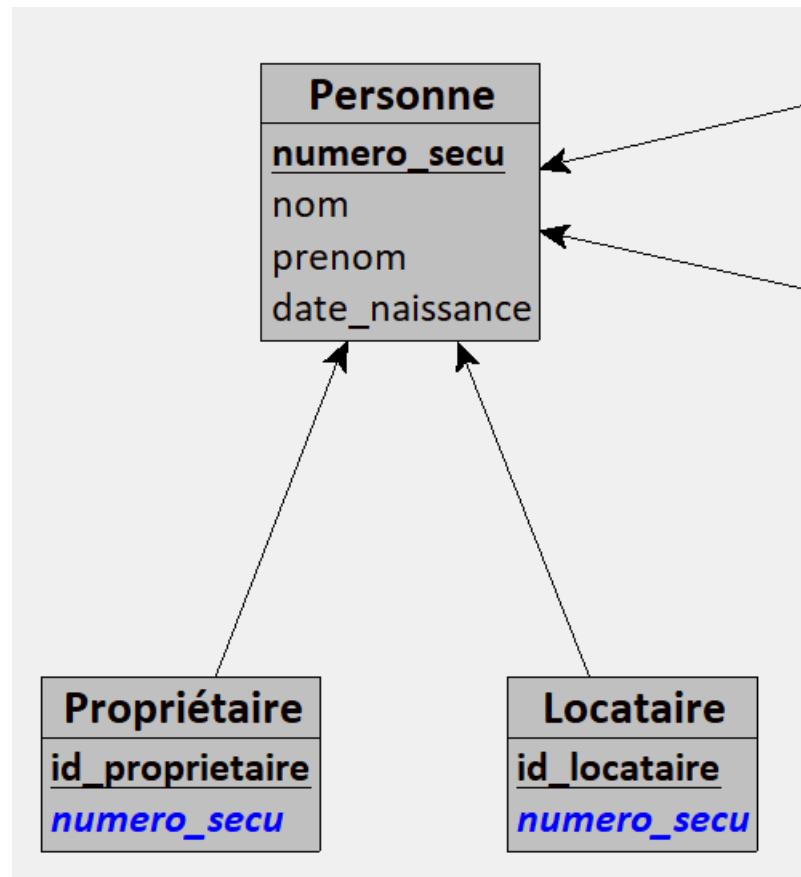 Personne
numero_secu
nom
prenom
date_naissance
Propriétaire
id_proprietaire
numero_secu
Locataire
id_locataire
numero_secu